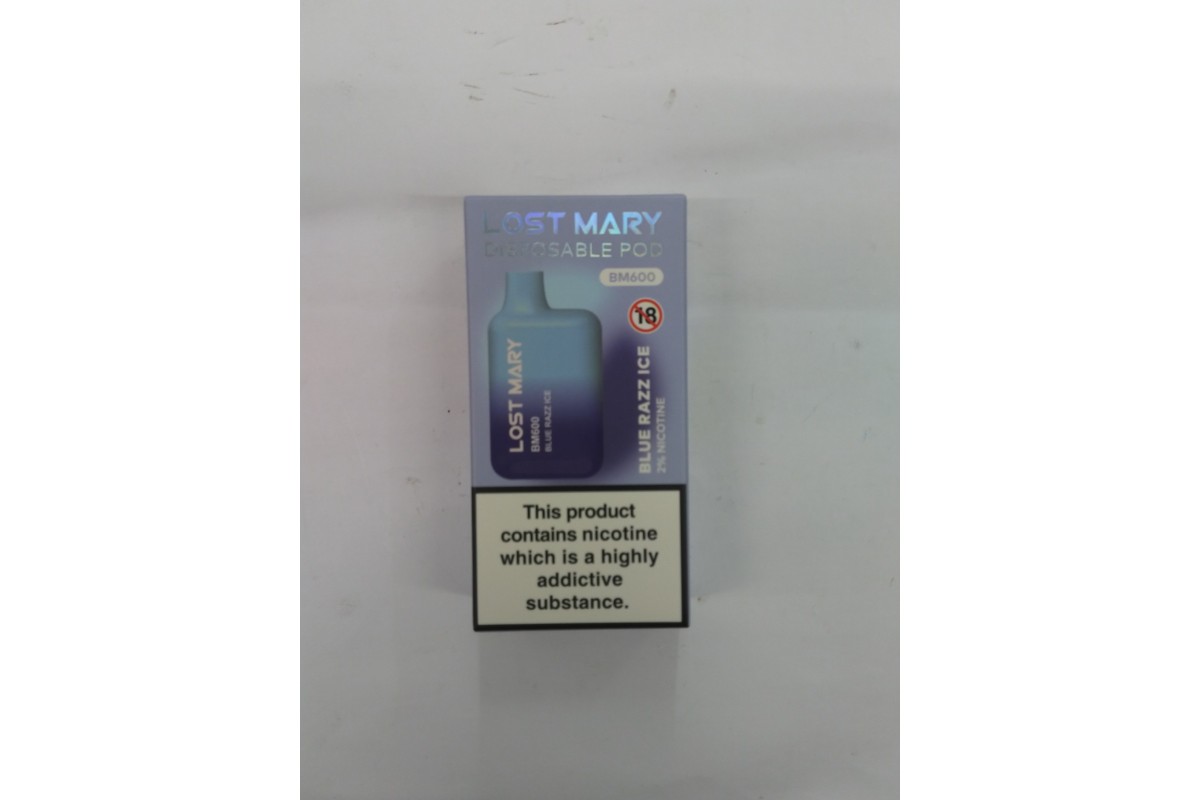 LOST MARY
DISPOSABLE POD
BM600
18
LOST MARY
BM600
BLUE RAZZ ICE
BLUE RAZZ ICE
2% NICOTINE
This product
contains nicotine
which is a highly
addictive
substance.